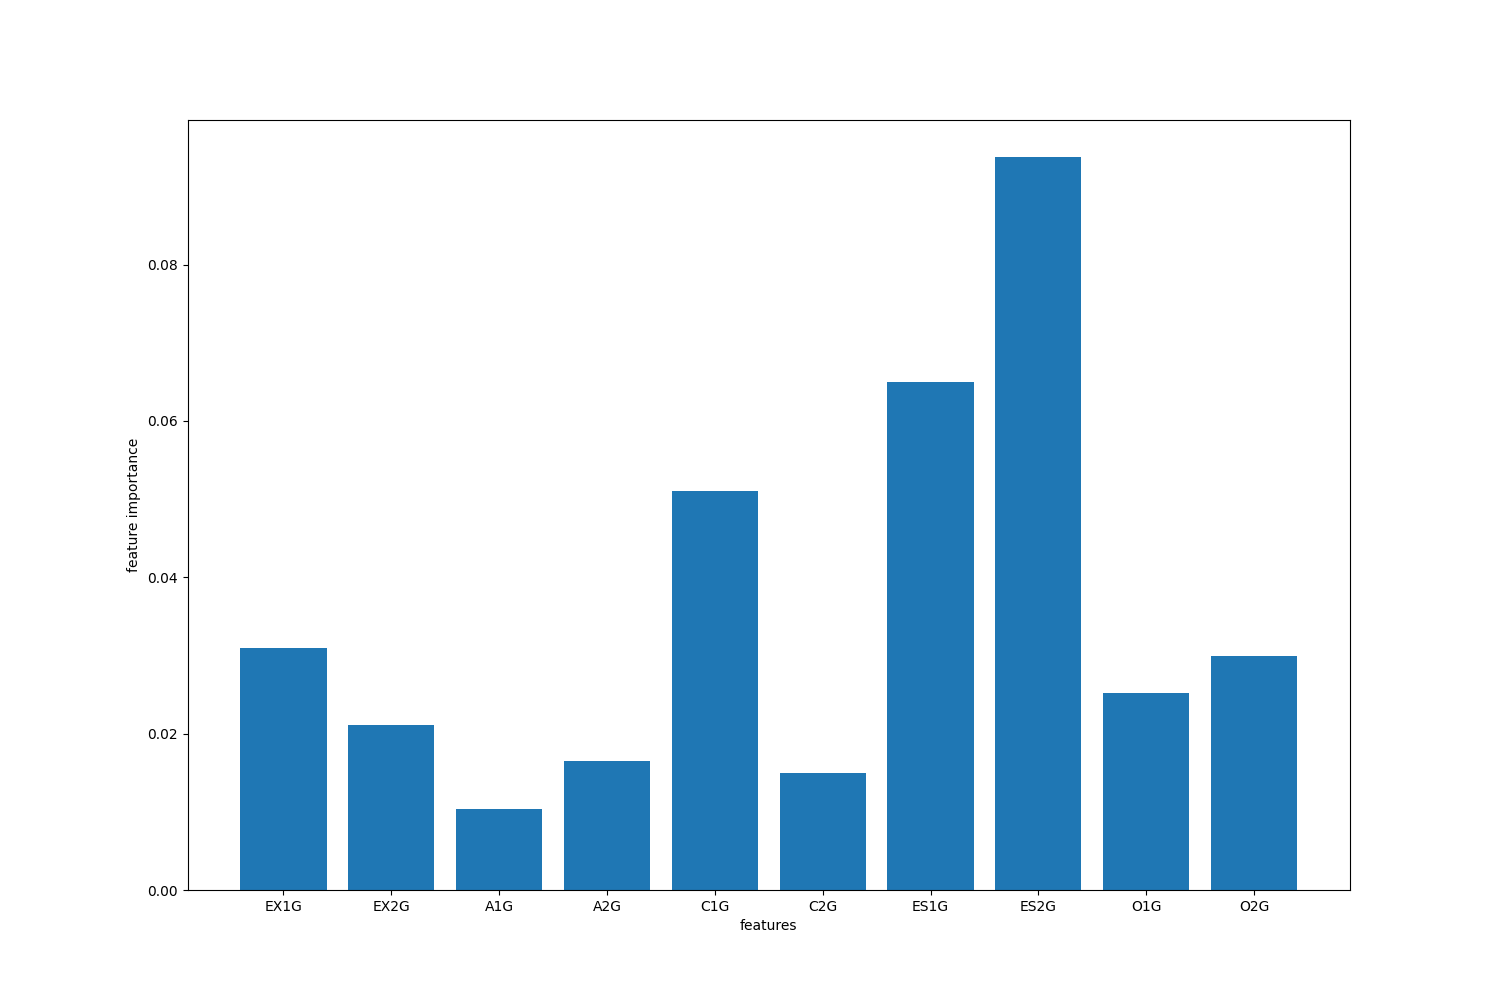 0.08
0.06
0.04
0.02
0.00
feature importance
EX1G EX2G A1G A2G C1G C2G ES1G ES2G O1G O2G
features